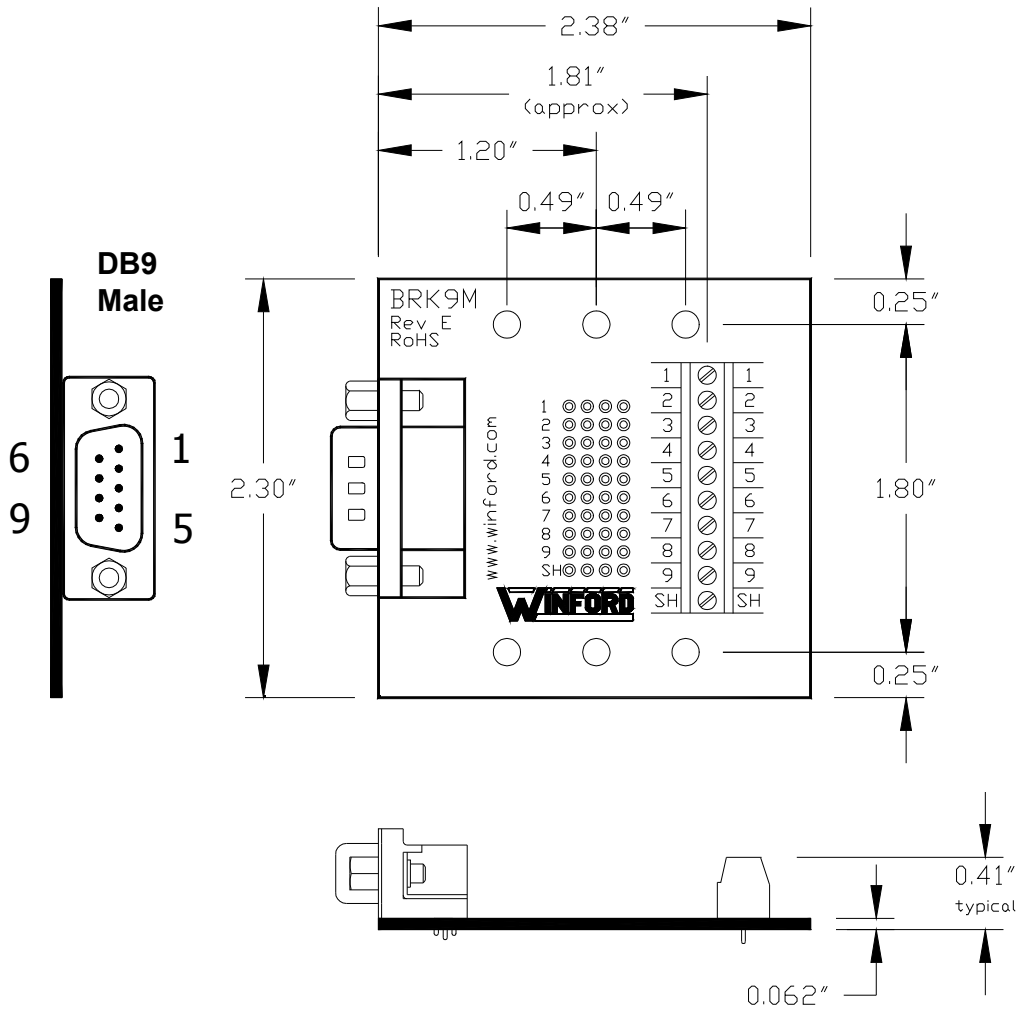 2.38″
1.81″
(approx)
1.20″
0.49″ 0.49″
DB9
Male
6
9
1
5
2.30″
BRK9M
Rev E
RoHS
www.winford.com
1
2
3
4
5
6
7
8
9
SH
WINFORD
1 1
2 2
3 3
4 4
5 5
6 6
7 7
8 8
9 9
SH SH
0.25″
1.80″
0.25″
0.41″
typical
0.062″